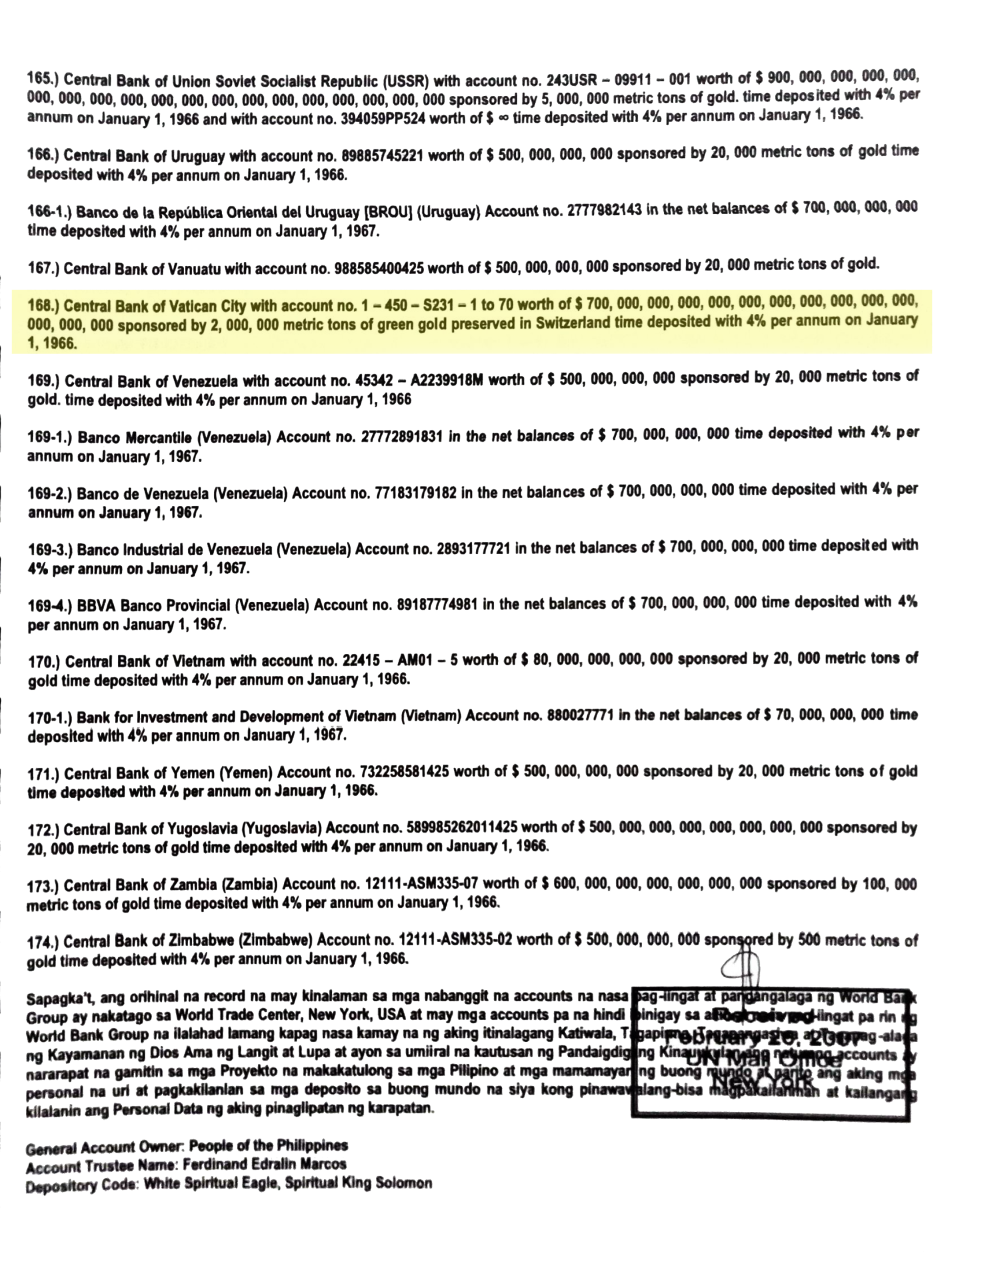 165.) Central Bank of Union Soviet Socialist Republic (USSR) with account no. 243USR – 09911 – 001 worth of $ 900, 000, 000, 000, 000,
000, 000, 000, 000, 000, 000, 000, 000, 000, 000, 000, 000, 000, 000 sponsored by 5, 000, 000 metric tons of gold. time deposited with 4% per
annum on January 1, 1966 and with account no. 394059PP524 worth of $ ∞ time deposited with 4% per annum on January 1, 1966.
166.) Central Bank of Uruguay with account no. 89885745221 worth of $ 500, 000, 000, 000 sponsored by 20, 000 metric tons of gold time
deposited with 4% per annum on January 1, 1966.
166-1.) Banco de la República Oriental del Uruguay [BROU] (Uruguay) Account no. 2777982143 in the net balances of $ 700, 000, 000, 000
time deposited with 4% per annum on January 1, 1967.
167.) Central Bank of Vanuatu with account no. 988585400425 worth of $ 500, 000, 000, 000 sponsored by 20, 000 metric tons of gold.
168.) Central Bank of Vatican City with account no. 1 – 450 – S231 – 1 to 70 worth of $ 700, 000, 000, 000, 000, 000, 000, 000, 000, 000, 000,
000, 000, 000 sponsored by 2, 000, 000 metric tons of green gold preserved in Switzerland time deposited with 4% per annum on January
1, 1966.
169.) Central Bank of Venezuela with account no. 45342 – A2239918M worth of $ 500, 000, 000, 000 sponsored by 20, 000 metric tons of
gold. time deposited with 4% per annum on January 1, 1966
169-1.) Banco Mercantile (Venezuela) Account no. 27772891831 in the net balances of $ 700, 000, 000, 000 time deposited with 4% per
annum on January 1, 1967.
169-2.) Banco de Venezuela (Venezuela) Account no. 77183179182 in the net balances of $ 700, 000, 000, 000 time deposited with 4% per
annum on January 1, 1967.
169-3.) Banco Industrial de Venezuela (Venezuela) Account no. 2893177721 in the net balances of $ 700, 000, 000, 000 time deposited with
4% per annum on January 1, 1967.
169-4.) BBVA Banco Provincial (Venezuela) Account no. 89187774981 in the net balances of $ 700, 000, 000, 000 time deposited with 4%
per annum on January 1, 1967.
170.) Central Bank of Vietnam with account no. 22415 – AM01 – 5 worth of $ 80, 000, 000, 000, 000 sponsored by 20, 000 metric tons of
gold time deposited with 4% per annum on January 1, 1966.
170-1.) Bank for Investment and Development of Vietnam (Vietnam) Account no. 880027771 in the net balances of $ 70, 000, 000, 000 time
deposited with 4% per annum on January 1, 1967.
171.) Central Bank of Yemen (Yemen) Account no. 732258581425 worth of $ 500, 000, 000, 000 sponsored by 20, 000 metric tons of gold
time deposited with 4% per annum on January 1, 1966.
172.) Central Bank of Yugoslavia (Yugoslavia) Account no. 589985262011425 worth of $ 500, 000, 000, 000, 000, 000, 000, 000 sponsored by
20, 000 metric tons of gold time deposited with 4% per annum on January 1, 1966.
173.) Central Bank of Zambia (Zambia) Account no. 12111-ASM335-07 worth of $ 600, 000, 000, 000, 000, 000, 000 sponsored by 100, 000
metric tons of gold time deposited with 4% per annum on January 1, 1966.
174.) Central Bank of Zimbabwe (Zimbabwe) Account no. 12111-ASM335-02 worth of $ 500, 000, 000, 000 sponsored by 500 metric tons of
gold time deposited with 4% per annum on January 1, 1966.
Sapagka't, ang orihinal na record na may kinalaman sa mga nabanggit na accounts na nasa pag-iingat at pangangalaga ng World Bank
Group ay nakatago sa World Trade Center, New York, USA at may mga accounts pa na hindi binigay sa iingat pa rin ng
World Bank Group na ilalahad lamang kapag nasa kamay na ng aking itinalagang Katiwala,
ng Kayamanan ng Dios Ama ng Langit at Lupa at ayon sa umiiral na kautusan ng Pandaigdigang accounts ay
nararapat na gamitin sa mga Proyekto na makakatulong sa mga Pilipino at mga mamamayan ng buong mundo at ang aking mga
personal na uri at pagkakilanlan sa mga deposito sa buong mundo na siya kong pinawawalang-bisa magpakailanman at kailangang
kilalanin ang Personal Data ng aking pinaglipatan ng karapatan.
Received
February 20, 2007
UN Mail Office
New York
General Account Owner: People of the Philippines
Account Trustee Name: Ferdinand Edralin Marcos
Depository Code: White Spiritual Eagle, Spiritual King Solomon